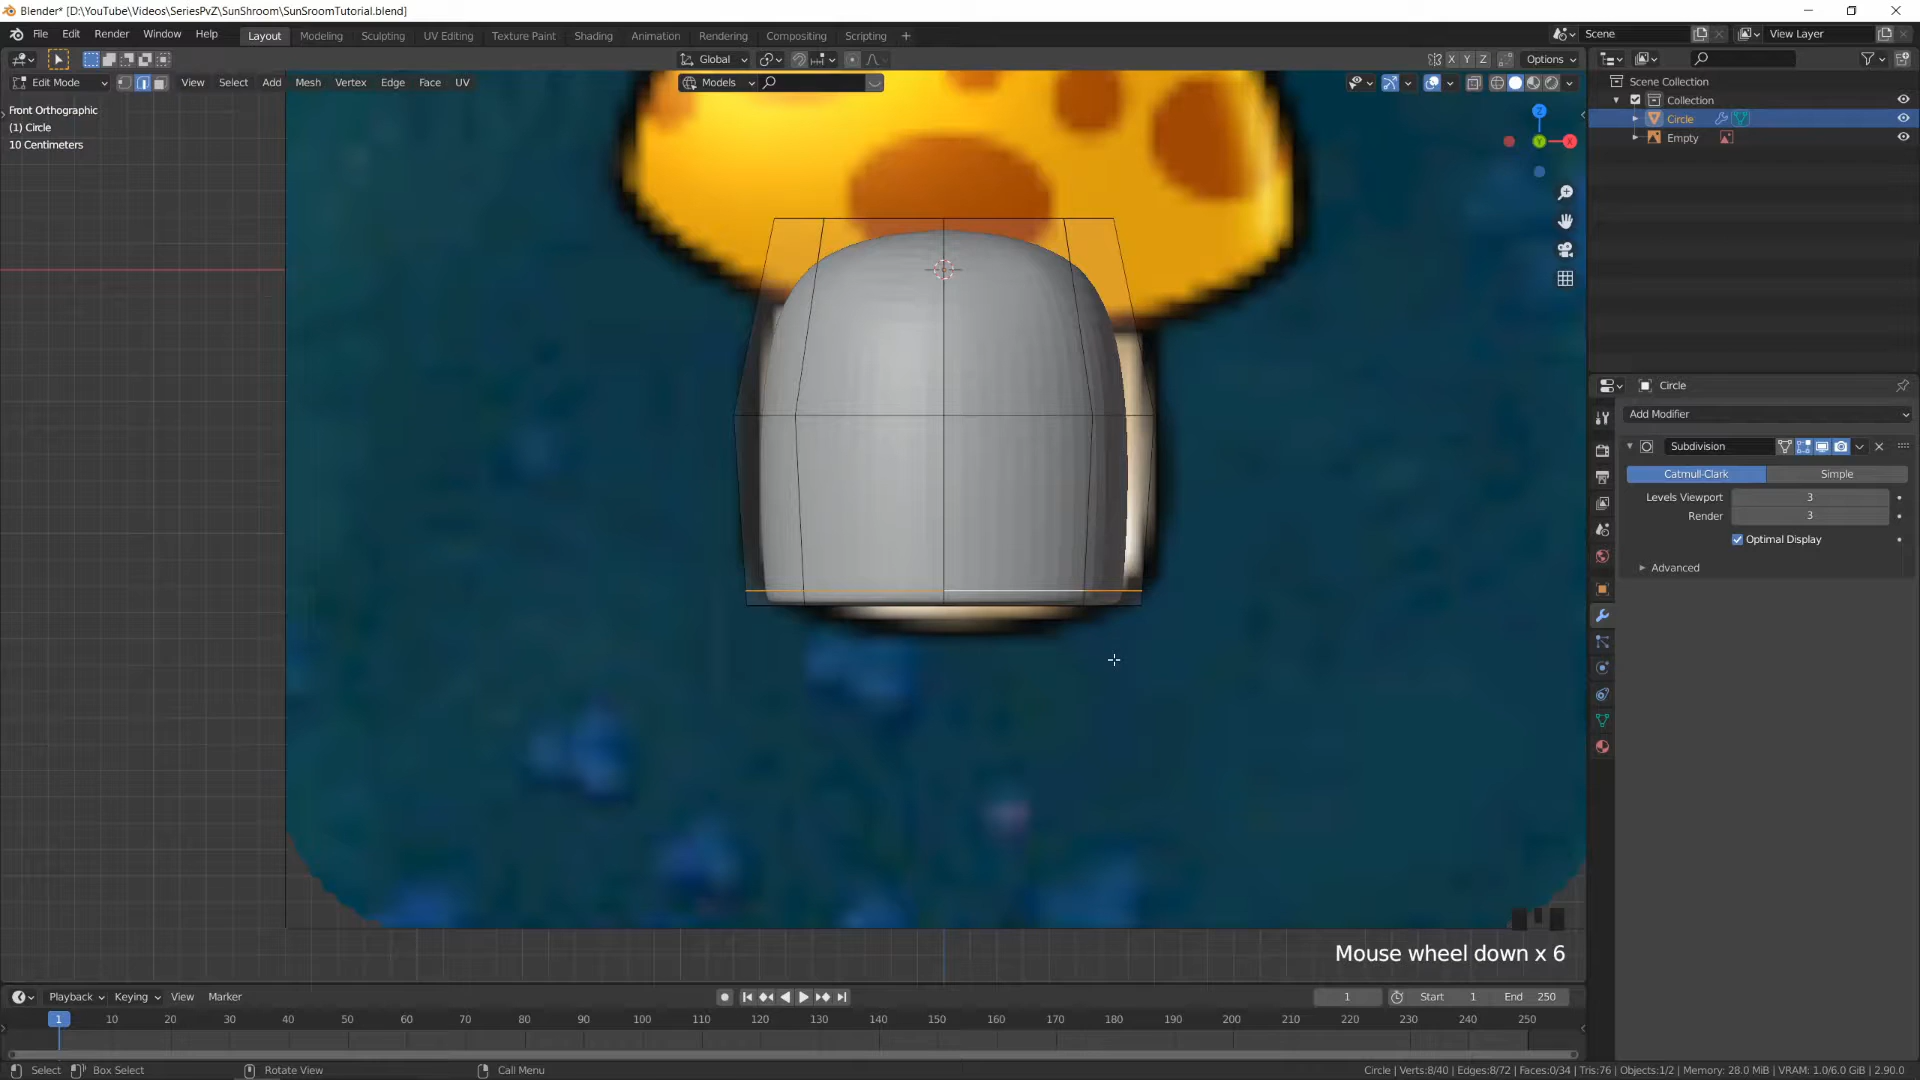 Blender* [D:\YouTube\Videos\SeriesPvZ\SunShroom\SunSroomTutorial.blend]
File Edit Render Window Help Layout Modeling Sculpting UV Editing Texture Paint Shading Animation Rendering Compositing Scripting + Scene View Layer
Global X Y Z Options
Edit Mode View Select Add Mesh Vertex Edge Face UV Models
Front Orthographic
(1) Circle
10 Centimeters
Z
X
Y
Scene Collection
Collection
Circle
Empty
Circle
Add Modifier
Subdivision
Catmull-Clark Simple
Levels Viewport 3
Render 3
Optimal Display
Advanced
Mouse wheel down x 6
Playback Keying View Marker 1 Start 1 End 250
1 10 20 30 40 50 60 70 80 90 100 110 120 130 140 150 160 170 180 190 200 210 220 230 240 250
Select Box Select Rotate View Call Menu Circle | Verts:8/40 | Edges:8/72 | Faces:0/34 | Tris:76 | Objects:1/2 | Memory: 28.0 MiB | VRAM: 1.0/6.0 GiB | 2.90.0